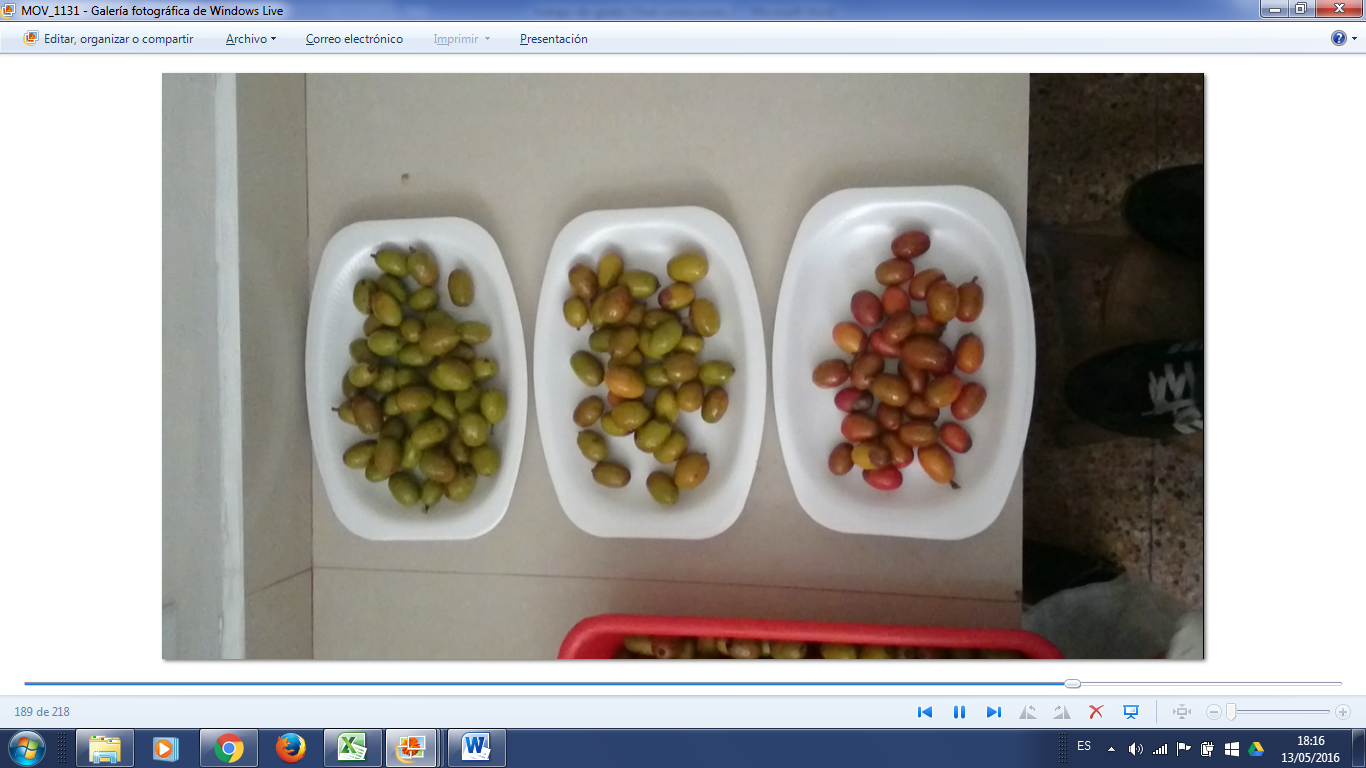 MOV_1131 - Galería fotográfica de Windows Live
Editar, organizar o compartir Archivo Correo electrónico Imprimir Presentación
189 de 218
ES 18:16
13/05/2016